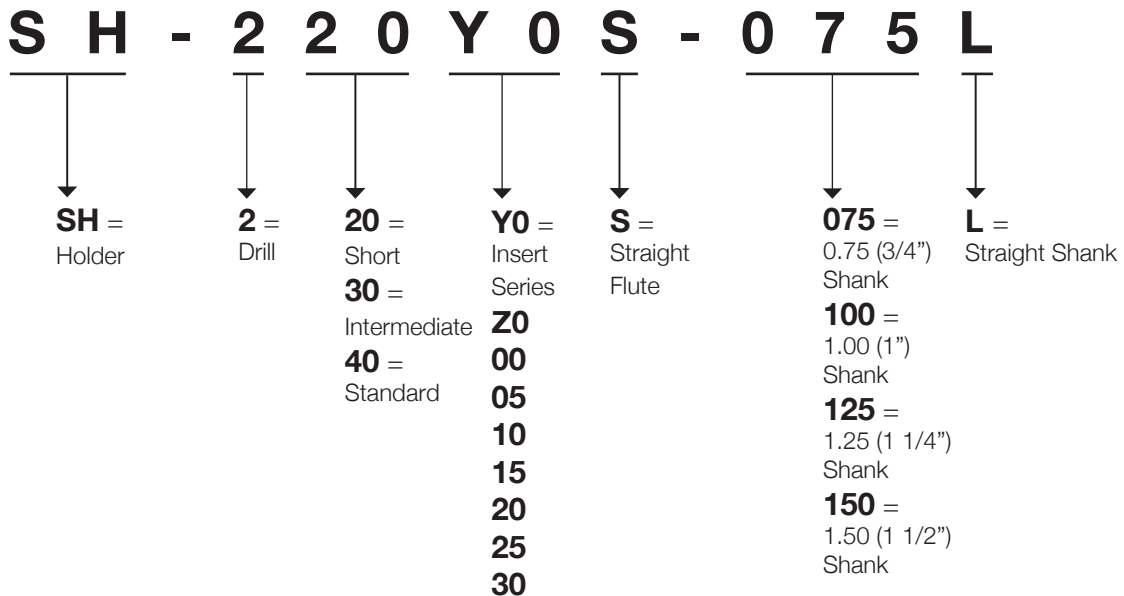 S H - 2 2 0 Y 0 S - 0 7 5 L
SH =
Holder
2 =
Drill
20 =
Short
30 =
Intermediate
40 =
Standard
Y0 =
Insert
Series
Z0
00
05
10
15
20
25
30
S =
Straight
Flute
075 =
0.75 (3/4”)
Shank
100 =
1.00 (1”)
Shank
125 =
1.25 (1 1/4”)
Shank
150 =
1.50 (1 1/2”)
Shank
L =
Straight Shank